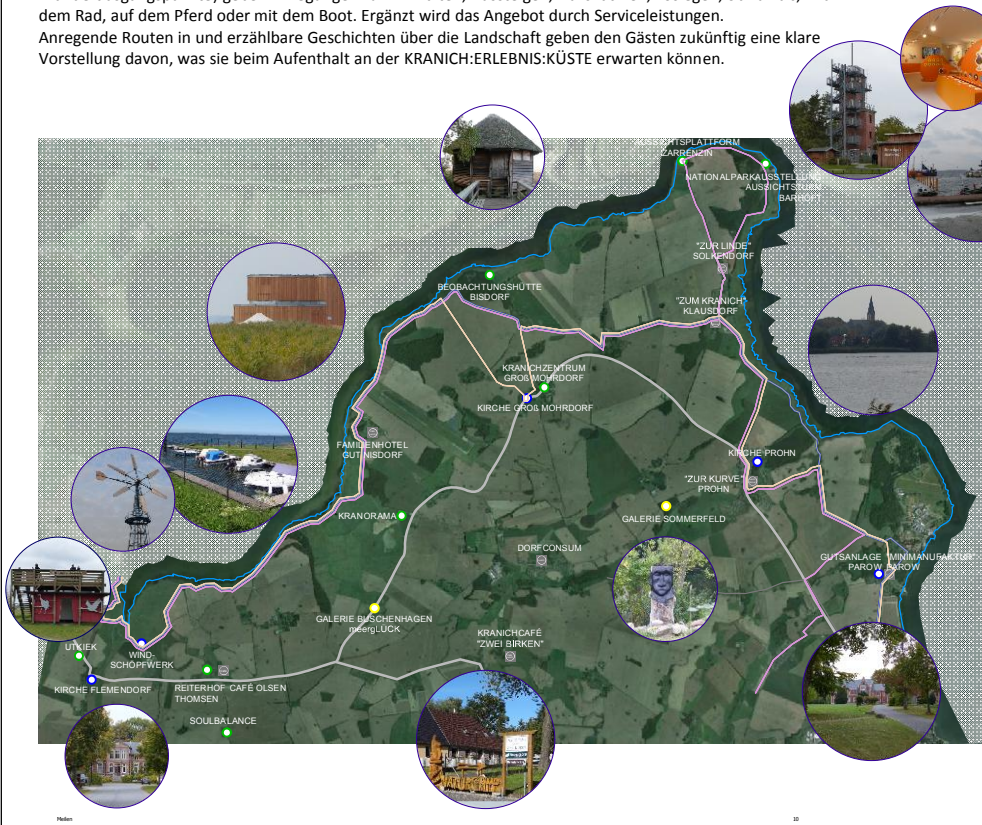 dem Rad, auf dem Pferd oder mit dem Boot. Ergänzt wird das Angebot durch Serviceleistungen.
Anregende Routen in und erzählbare Geschichten über die Landschaft geben den Gästen zukünftig eine klare
Vorstellung davon, was sie beim Aufenthalt an der KRANICH:ERLEBNIS:KÜSTE erwarten können.
AUSSICHTSPLATTFORM
ZARRENZIN
NATIONALPARKAUSSTELLUNG
AUSSICHTSTURM
BARHÖFT
"ZUR LINDE"
SOLKENDORF
BEOBACHTUNGSHÜTTE
BISDORF
"ZUM KRANICH"
KLAUSDORF
KRANICHZENTRUM
GROß MOHRDORF
KIRCHE GROß MOHRDORF
FAMILIENHOTEL
GUT NISDORF
KIRCHE PROHN
"ZUR KURVE"
PROHN
KRANORAMA
GALERIE SOMMERFELD
DORFCONSUM
GUTSANLAGE
PAROW
"MINIMANUFAKTUR"
PAROW
GALERIE BUSCHENHAGEN
meerGLÜCK
KRANICHCAFÉ
"ZWEI BIRKEN"
UTKIEK
WIND-
SCHÖPFWERK
KIRCHE FLEMENDORF
REITERHOF
THOMSEN
CAFÉ OLSEN
SOULBALANCE
Meilen
10